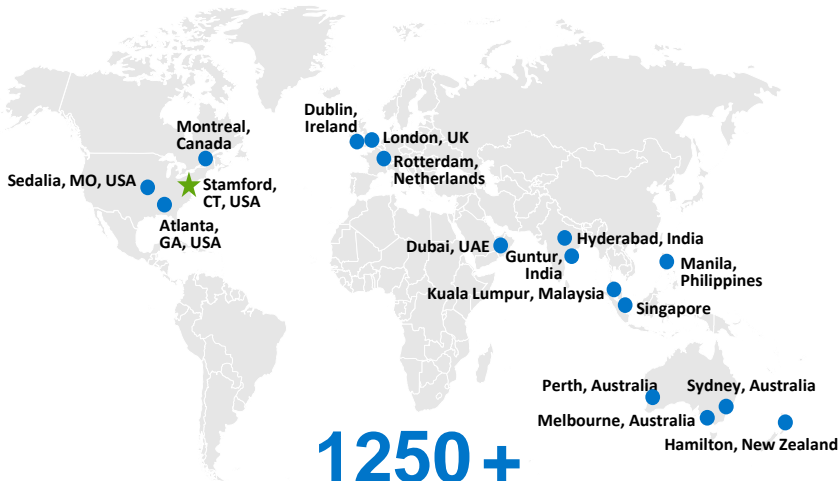 Dublin,
Ireland
London, UK
Rotterdam,
Netherlands
Montreal,
Canada
Sedalia, MO, USA
Stamford,
CT, USA
Atlanta,
GA, USA
Dubai, UAE
Hyderabad, India
Guntur,
India
Manila,
Philippines
Kuala Lumpur, Malaysia
Singapore
Perth, Australia
Sydney, Australia
Melbourne, Australia
Hamilton, New Zealand
1250 +